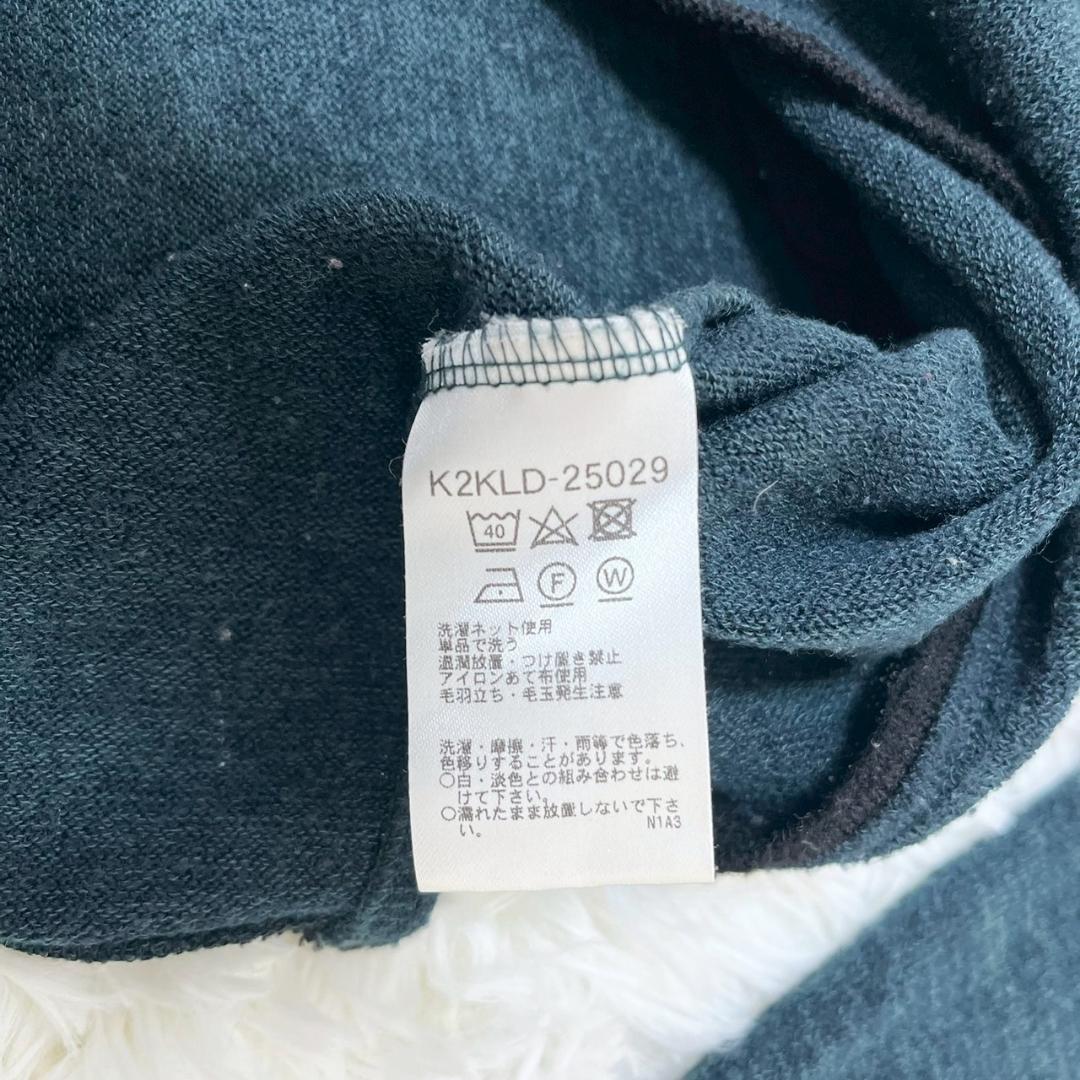 K2KLD-25029
40
F W
洗濯ネット使用
単品で洗う
湿潤放置・つけ置き禁止
アイロンあて布使用
毛羽立ち・毛玉発生注意
洗濯・摩擦・汗・雨等で色落ち、
色移りすることがあります。
○白・淡色との組み合わせは避
けて下さい。
○濡れたまま放置しないで下さ
い。 N1A3